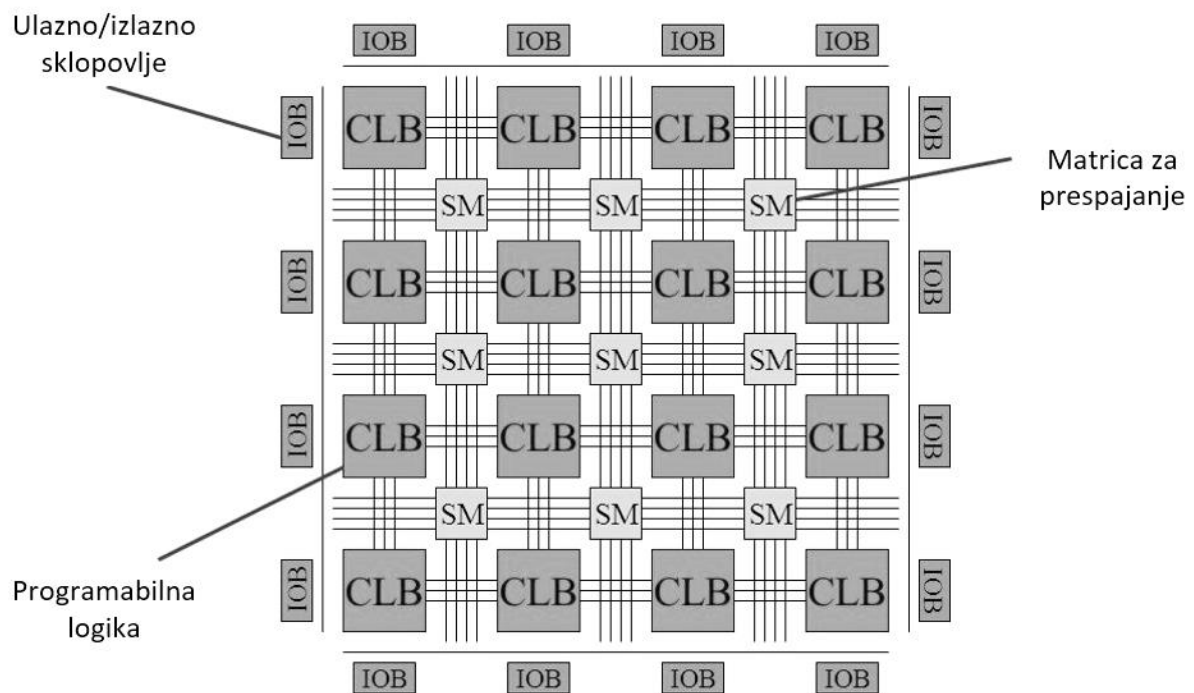 Ulazno/izlazno
sklopovlje
IOB IOB IOB IOB
IOB CLB CLB CLB CLB IOB
Matrica za
prespajanje
SM SM SM
IOB CLB CLB CLB CLB IOB
SM SM SM
IOB CLB CLB CLB CLB IOB
SM SM SM
Programabilna
logika
IOB CLB CLB CLB CLB IOB
IOB IOB IOB IOB